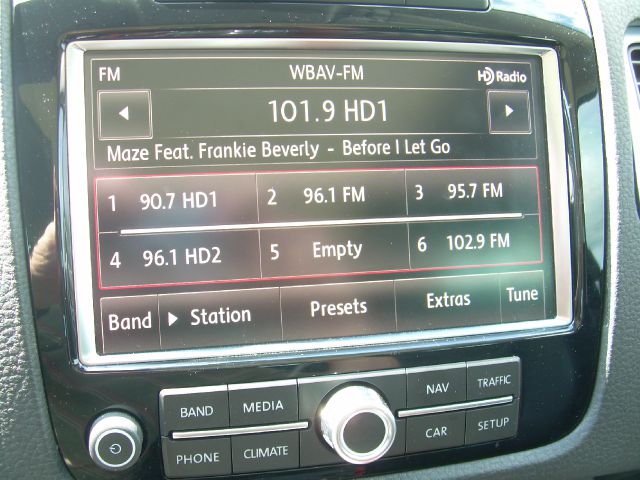 FM WBAV-FM HD Radio
101.9 HD1
Maze Feat. Frankie Beverly - Before I Let Go
1 90.7 HD1 2 96.1 FM 3 95.7 FM
4 96.1 HD2 5 Empty 6 102.9 FM
Band Station Presets Extras Tune
BAND MEDIA NAV TRAFFIC
PHONE CLIMATE CAR SETUP